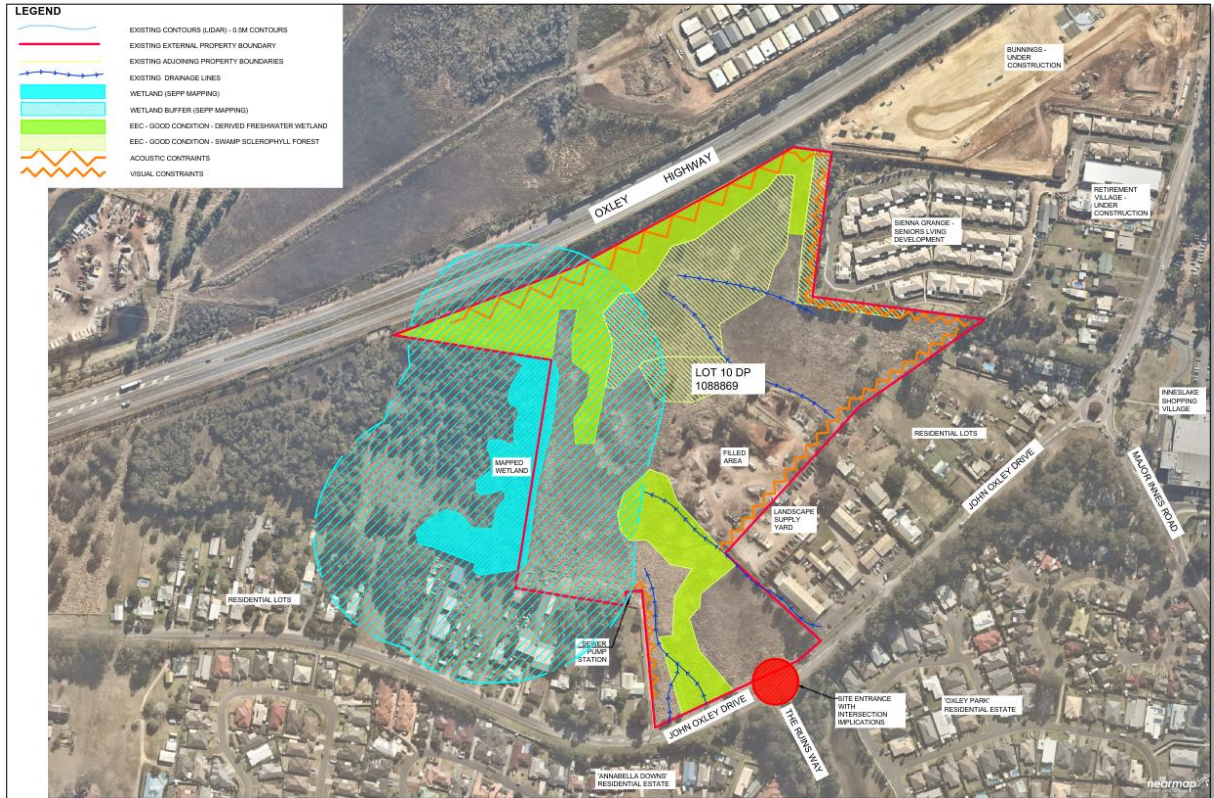 LEGEND
EXISTING CONTOURS (LIDAR) - 0.5M CONTOURS
EXISTING EXTERNAL PROPERTY BOUNDARY
EXISTING ADJOINING PROPERTY BOUNDARIES
EXISTING DRAINAGE LINES
WETLAND (SEPP MAPPING)
WETLAND BUFFER (SEPP MAPPING)
EEC - GOOD CONDITION - DERIVED FRESHWATER WETLAND
EEC - GOOD CONDITION - SWAMP SCLEROPHYLL FOREST
ACOUSTIC CONTRAINTS
VISUAL CONSTRAINTS
BUNNINGS -
UNDER
CONSTRUCTION
OXLEY HIGHWAY
RETIREMENT
VILLAGE -
UNDER
CONSTRUCTION
SIENNA GRANGE -
SENIORS LVING
DEVELOPMENT
LOT 10 DP
1088869
INNESLAKE
SHOPPING
VILLAGE
RESIDENTIAL LOTS
MAPPED
WETLAND
FILLED
AREA
JOHN OXLEY DRIVE
MAJOR INNES ROAD
LANDSCAPE
SUPPLY
YARD
RESIDENTIAL LOTS
SEWER
PUMP
STATION
SITE ENTRANCE
WITH
INTERSECTION
IMPLICATIONS
'OXLEY PARK'
RESIDENTIAL ESTATE
JOHN OXLEY DRIVE
THE RUINS WAY
'ANNABELLA DOWNS'
RESIDENTIAL ESTATE
nearmap